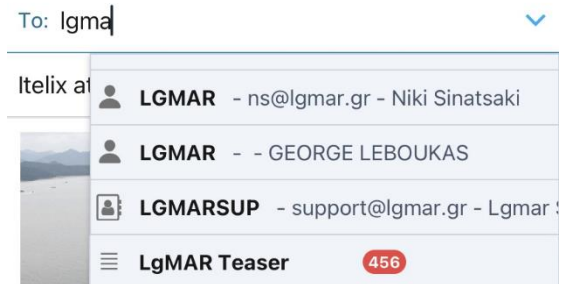 To: lgma
Itelix at
LGMAR - ns@lgmar.gr - Niki Sinatsaki
LGMAR - - GEORGE LEBOUKAS
LGMARSUP - support@lgmar.gr - Lgmar
LgMAR Teaser 456